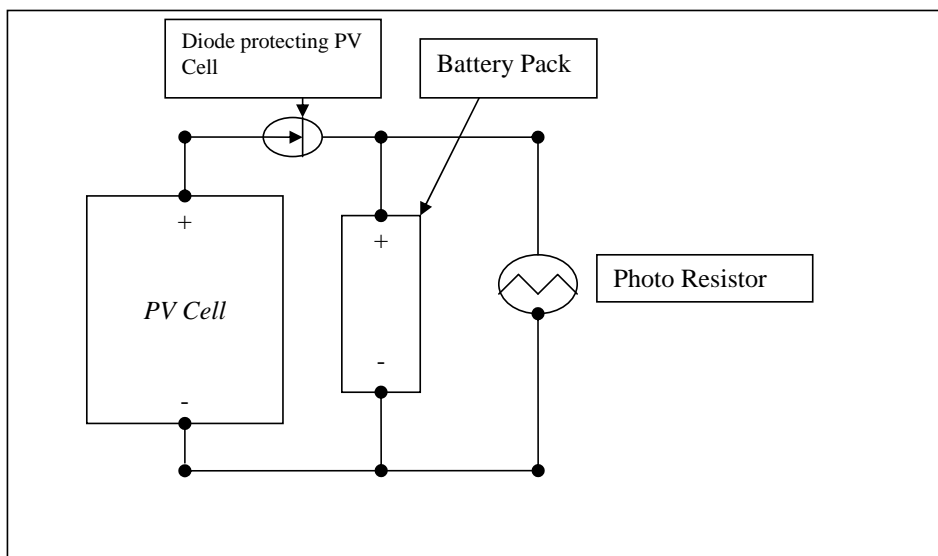 Diode protecting PV
Cell
Battery Pack
+
+
PV Cell
Photo Resistor
-
-